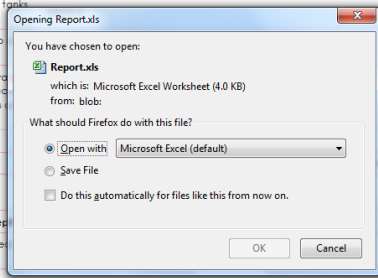 tanks
Opening Report.xls
You have chosen to open:
Report.xls
which is: Microsoft Excel Worksheet (4.0 KB)
from: blob:
What should Firefox do with this file?
Open with
Microsoft Excel (default)
Save File
Do this automatically for files like this from now on.
OK
Cancel